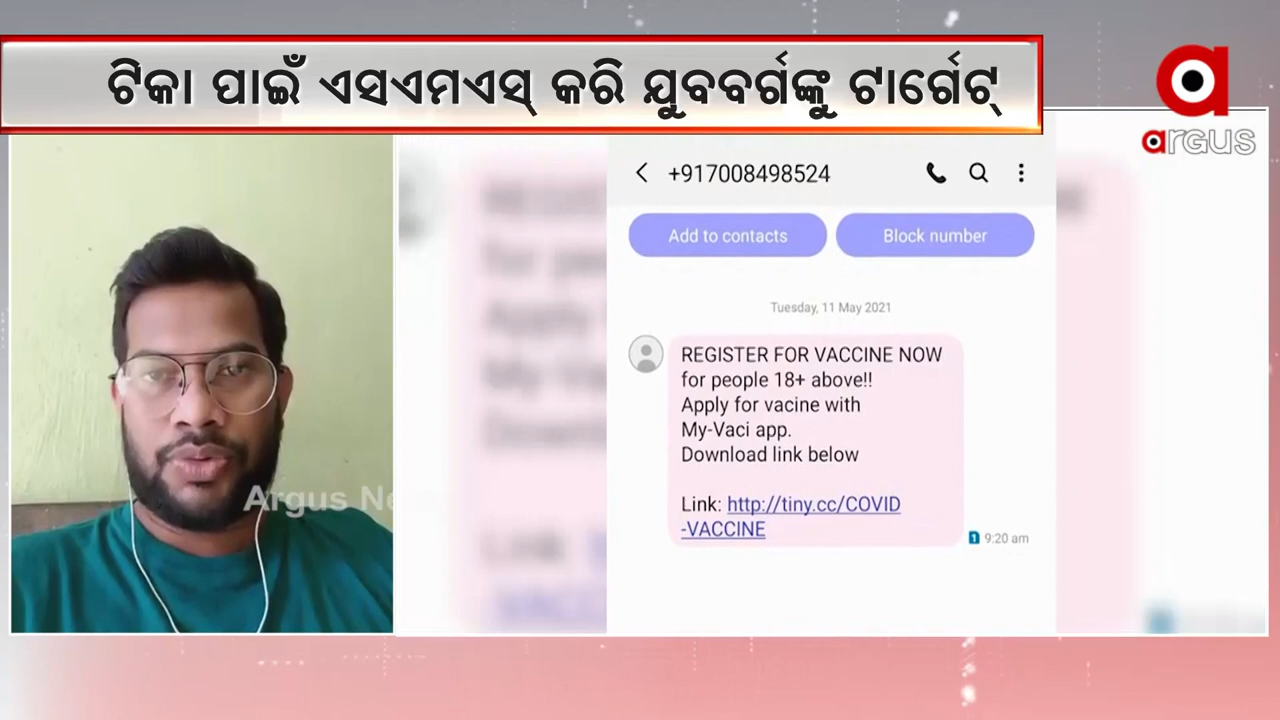 ଟିକା ପାଇଁ ଏସଏମଏସ୍ କରି ଯୁବବର୍ଗଙ୍କୁ ଟାର୍ଗେଟ୍
argus
+917008498524
Add to contacts
Block number
Tuesday, 11 May 2021
REGISTER FOR VACCINE NOW
for people 18+ above!!
Apply for vacine with
My-Vaci app.
Download link below
Link: http://tiny.cc/COVID
-VACCINE
1 9:20 am
Argus Ne